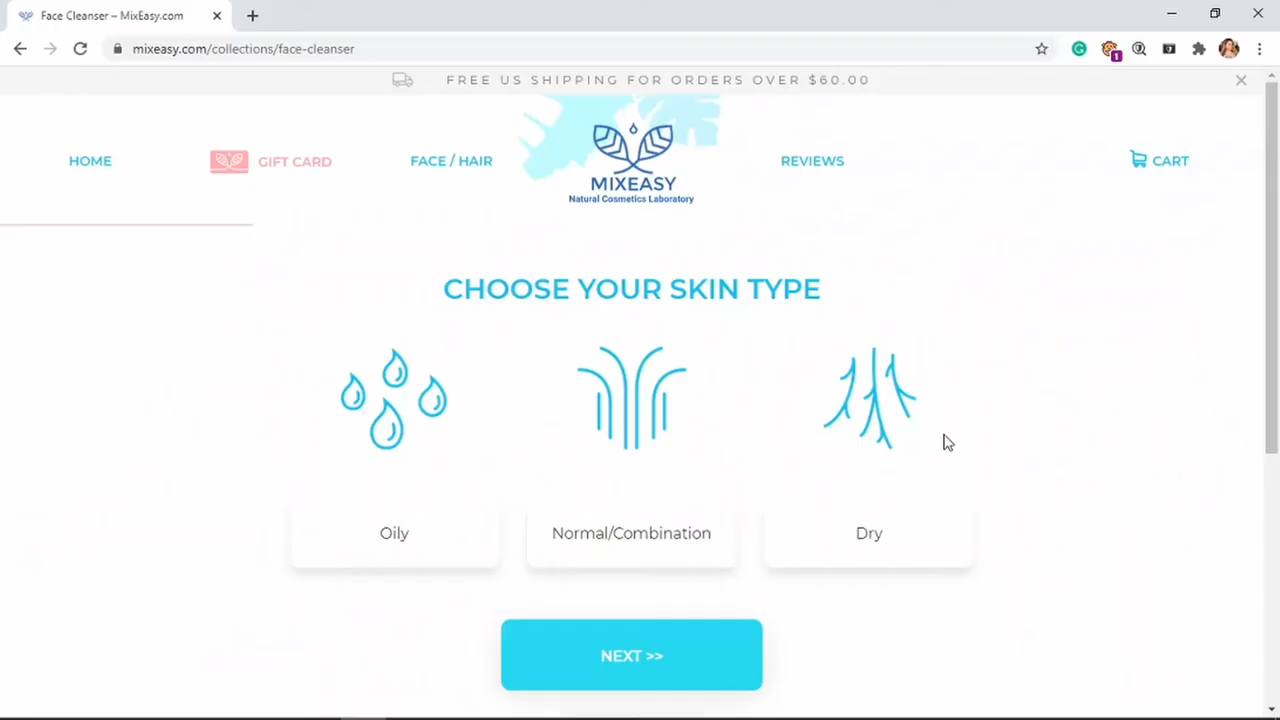 Face Cleanser – MixEasy.com
mixeasy.com/collections/face-cleanser
1
FREE US SHIPPING FOR ORDERS OVER $60.00
HOME
GIFT CARD
FACE / HAIR
MIXEASY
Natural Cosmetics Laboratory
REVIEWS
CART
CHOOSE YOUR SKIN TYPE
Oily
Normal/Combination
Dry
NEXT >>